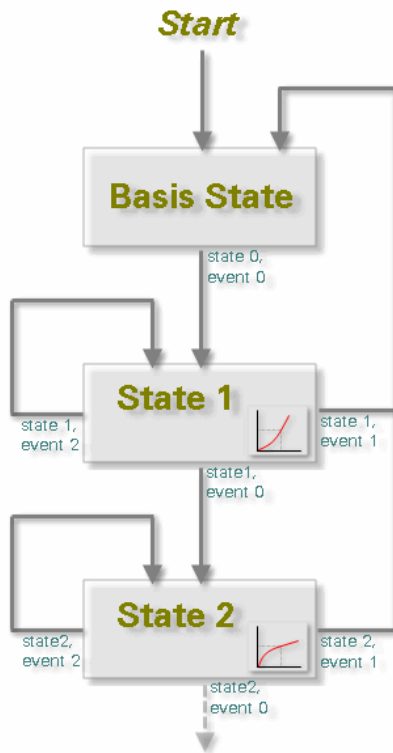 Start
Basis State
state 0,
event 0
State 1
state 1,
event 2
state 1,
event 1
state1,
event 0
State 2
state2,
event 2
state 2,
event 1
state2,
event 0